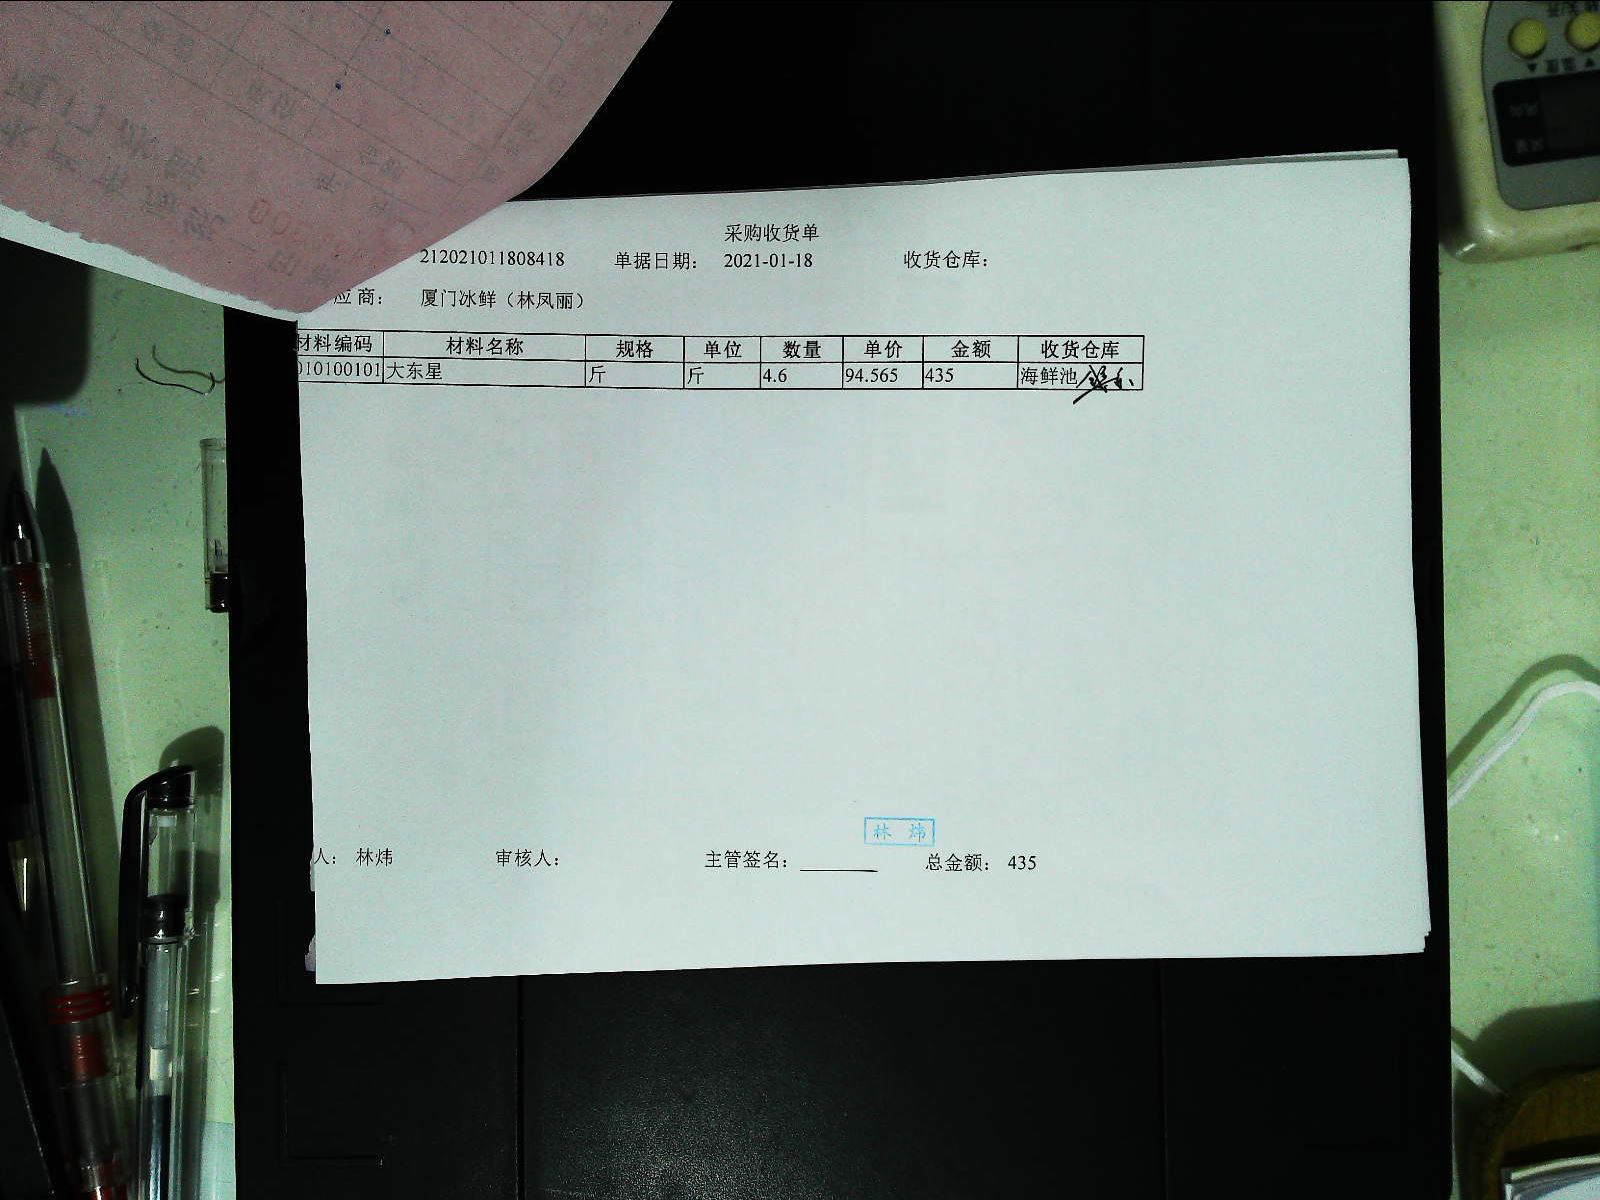 采购收货单
212021011808418 单据日期： 2021-01-18 收货仓库：
应商： 厦门冰鲜（林凤丽）
材料编码 材料名称 规格 单位 数量 单价 金额 收货仓库
010100101 大东星 斤 斤 4.6 94.565 435 海鲜池
林 炜
人： 林炜 审核人： 主管签名： 总金额： 435